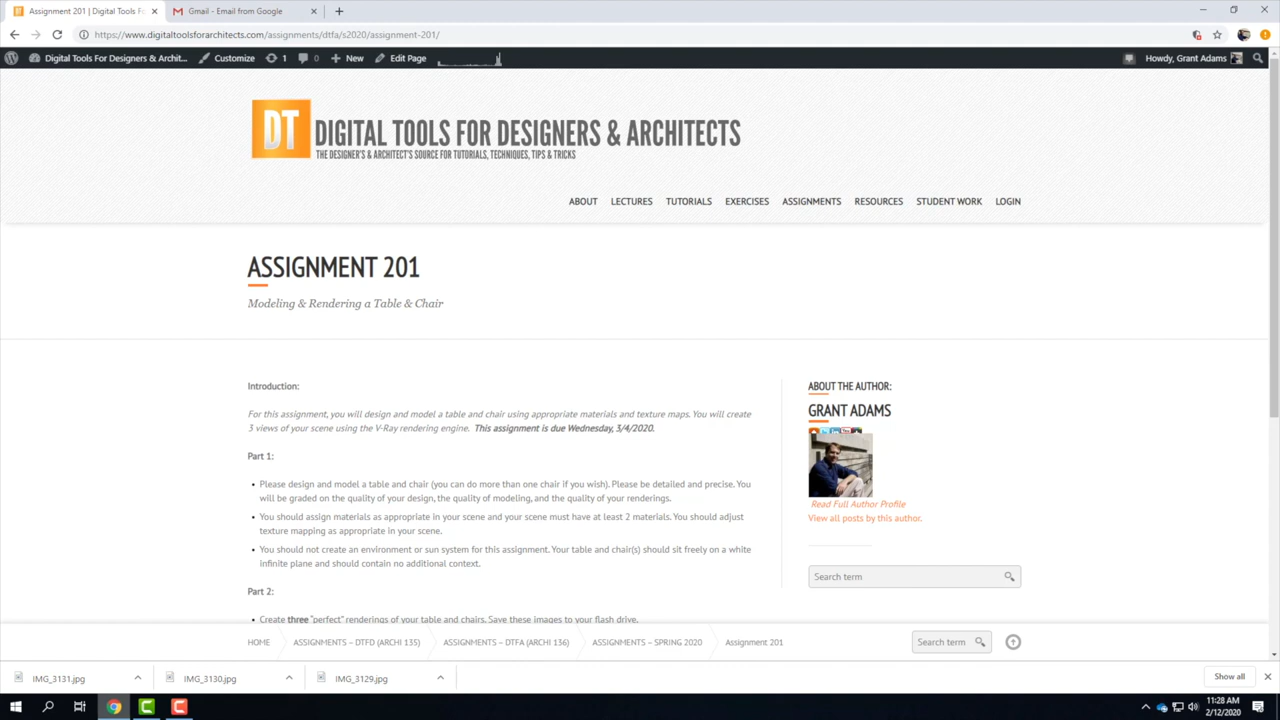 Assignment 201 | Digital Tools For
Gmail - Email from Google
https://www.digitaltoolsforarchitects.com/assignments/dtfa/s2020/assignment-201/
Digital Tools For Designers & Archit...
Customize
1
0
New
Edit Page
Howdy, Grant Adams
DT
DIGITAL TOOLS FOR DESIGNERS & ARCHITECTS
THE DESIGNER'S & ARCHITECT'S SOURCE FOR TUTORIALS, TECHNIQUES, TIPS & TRICKS
ABOUT LECTURES TUTORIALS EXERCISES ASSIGNMENTS RESOURCES STUDENT WORK LOGIN
ASSIGNMENT 201
Modeling & Rendering a Table & Chair
Introduction:
For this assignment, you will design and model a table and chair using appropriate materials and texture maps. You will create
3 views of your scene using the V-Ray rendering engine. This assignment is due Wednesday, 3/4/2020.
Part 1:
• Please design and model a table and chair (you can do more than one chair if you wish). Please be detailed and precise. You
will be graded on the quality of your design, the quality of modeling, and the quality of your renderings.
• You should assign materials as appropriate in your scene and your scene must have at least 2 materials. You should adjust
texture mapping as appropriate in your scene.
• You should not create an environment or sun system for this assignment. Your table and chair(s) should sit freely on a white
infinite plane and should contain no additional context.
Part 2:
• Create three "perfect" renderings of your table and chairs. Save these images to your flash drive.
ABOUT THE AUTHOR:
GRANT ADAMS
Read Full Author Profile
View all posts by this author.
Search term
HOME
ASSIGNMENTS – DTFD (ARCHI 135)
ASSIGNMENTS – DTFA (ARCHI 136)
ASSIGNMENTS – SPRING 2020
Assignment 201
Search term
IMG_3131.jpg
IMG_3130.jpg
IMG_3129.jpg
Show all
11:28 AM
2/12/2020